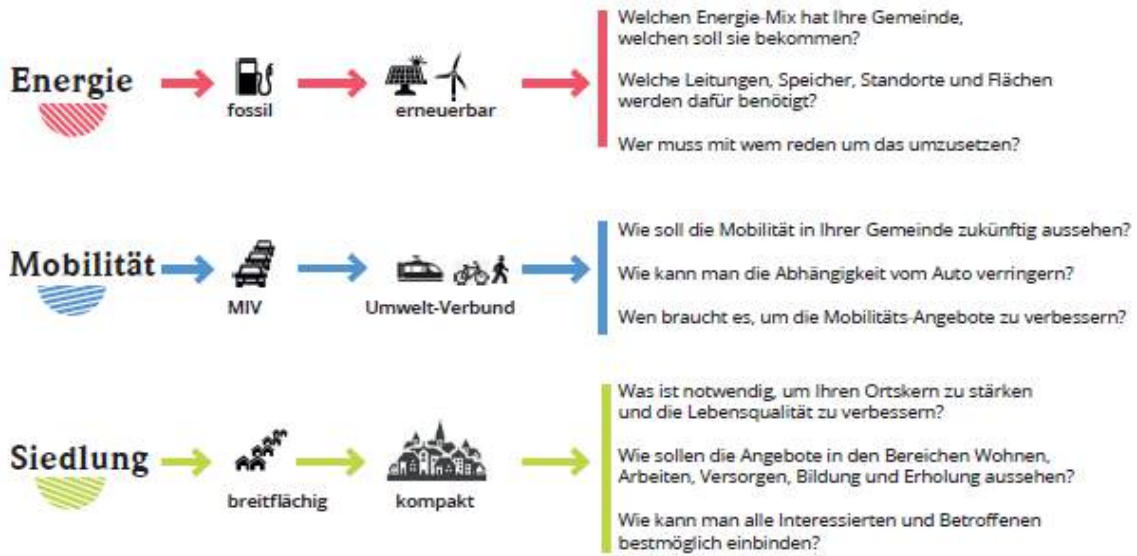 Energie
fossil
erneuerbar
Welchen Energie-Mix hat Ihre Gemeinde,
welchen soll sie bekommen?
Welche Leitungen, Speicher, Standorte und Flächen
werden dafür benötigt?
Wer muss mit wem reden um das umzusetzen?
Mobilität
MIV
Umwelt-Verbund
Wie soll die Mobilität in Ihrer Gemeinde zukünftig aussehen?
Wie kann man die Abhängigkeit vom Auto verringern?
Wen braucht es, um die Mobilitäts-Angebote zu verbessern?
Siedlung
breitflächig
kompakt
Was ist notwendig, um Ihren Ortskern zu stärken
und die Lebensqualität zu verbessern?
Wie sollen die Angebote in den Bereichen Wohnen,
Arbeiten, Versorgen, Bildung und Erholung aussehen?
Wie kann man alle Interessierten und Betroffenen
bestmöglich einbinden?